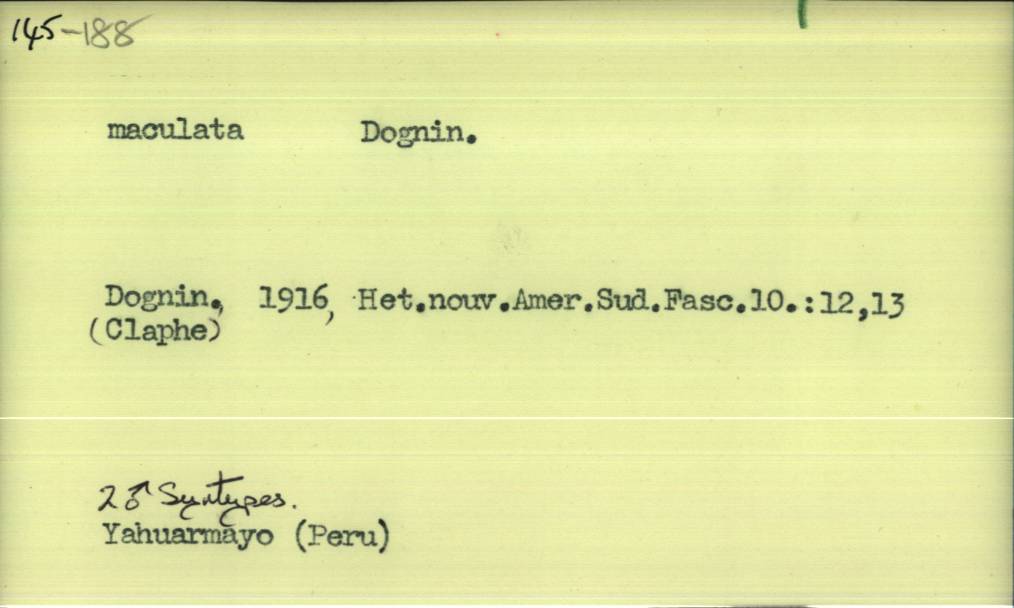 145-188
maculata Dognin.
Dognin., 1916, Het.nouv.Amer.Sud.Fasc.10.:12,13
(Claphe)
2♂ Syntypes.
Yahuarmayo (Peru)